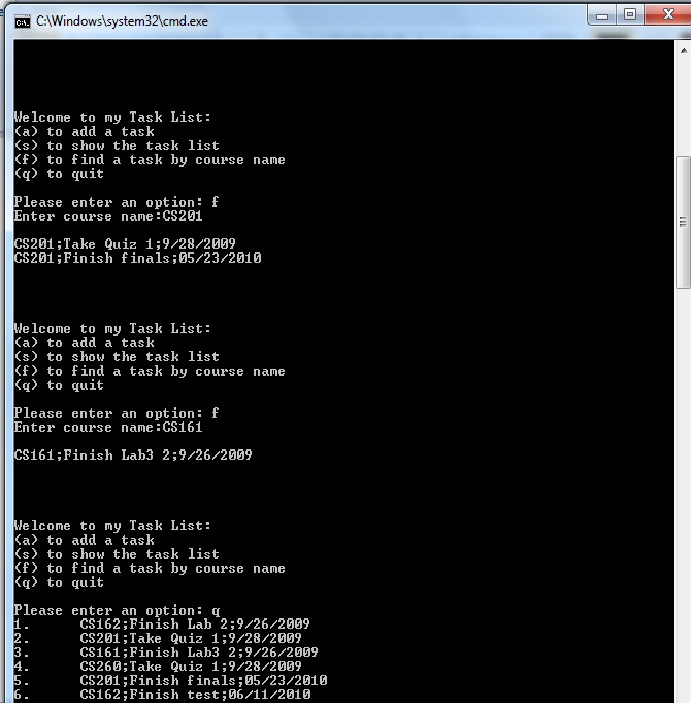 C:\Windows\system32\cmd.exe
Welcome to my Task List:
(a) to add a task
(s) to show the task list
(f) to find a task by course name
(q) to quit
Please enter an option: f
Enter course name:CS201
CS201;Take Quiz 1;9/28/2009
CS201;Finish finals;05/23/2010
Welcome to my Task List:
(a) to add a task
(s) to show the task list
(f) to find a task by course name
(q) to quit
Please enter an option: f
Enter course name:CS161
CS161;Finish Lab3 2;9/26/2009
Welcome to my Task List:
(a) to add a task
(s) to show the task list
(f) to find a task by course name
(q) to quit
Please enter an option: q
1. CS162;Finish Lab 2;9/26/2009
2. CS201;Take Quiz 1;9/28/2009
3. CS161;Finish Lab3 2;9/26/2009
4. CS260;Take Quiz 1;9/28/2009
5. CS201;Finish finals;05/23/2010
6. CS162;Finish test;06/11/2010